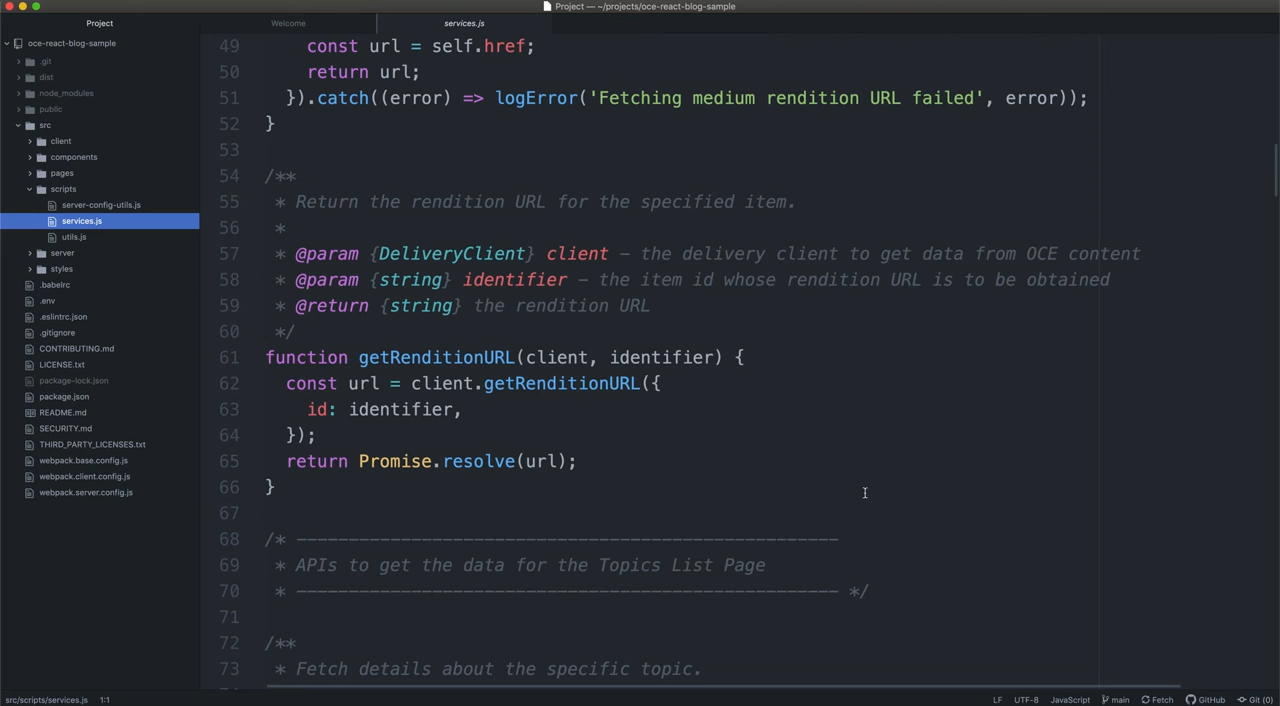 Project — ~/projects/oce-react-blog-sample
Project
Welcome
services.js
oce-react-blog-sample
.git
dist
node_modules
public
src
client
components
pages
scripts
server-config-utils.js
services.js
utils.js
server
styles
.babelrc
.env
.eslintrc.json
.gitignore
CONTRIBUTING.md
LICENSE.txt
package-lock.json
package.json
README.md
SECURITY.md
THIRD_PARTY_LICENSES.txt
webpack.base.config.js
webpack.client.config.js
webpack.server.config.js
49 const url = self.href;
50 return url;
51 }).catch((error) => logError('Fetching medium rendition URL failed', error));
52 }
53
54 /**
55 * Return the rendition URL for the specified item.
56 *
57 * @param {DeliveryClient} client – the delivery client to get data from OCE content
58 * @param {string} identifier – the item id whose rendition URL is to be obtained
59 * @return {string} the rendition URL
60 */
61 function getRenditionURL(client, identifier) {
62 const url = client.getRenditionURL({
63 id: identifier,
64 });
65 return Promise.resolve(url);
66 }
67
68 /* ----------------------------------------------------
69 * APIs to get the data for the Topics List Page
70 * ---------------------------------------------------- */
71
72 /**
73 * Fetch details about the specific topic.
src/scripts/services.js 1:1 LF UTF-8 JavaScript main Fetch GitHub Git (0)